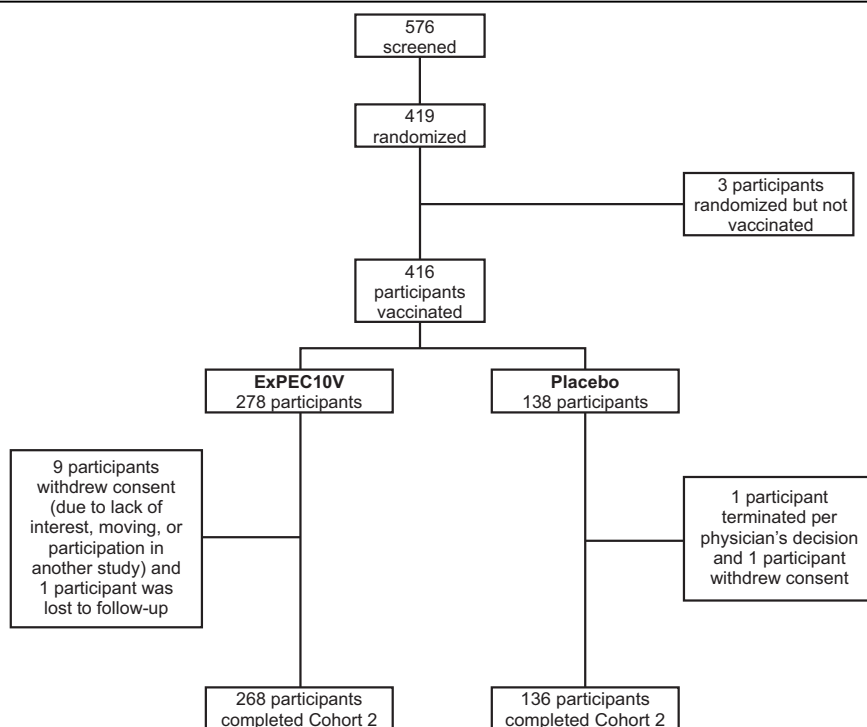 576
screened
419
randomized
3 participants
randomized but not
vaccinated
416
participants
vaccinated
ExPEC10V
278 participants
Placebo
138 participants
9 participants
withdrew consent
(due to lack of
interest, moving, or
participation in
another study) and
1 participant was
lost to follow-up
1 participant
terminated per
physician's decision
and 1 participant
withdrew consent
268 participants
completed Cohort 2
136 participants
completed Cohort 2